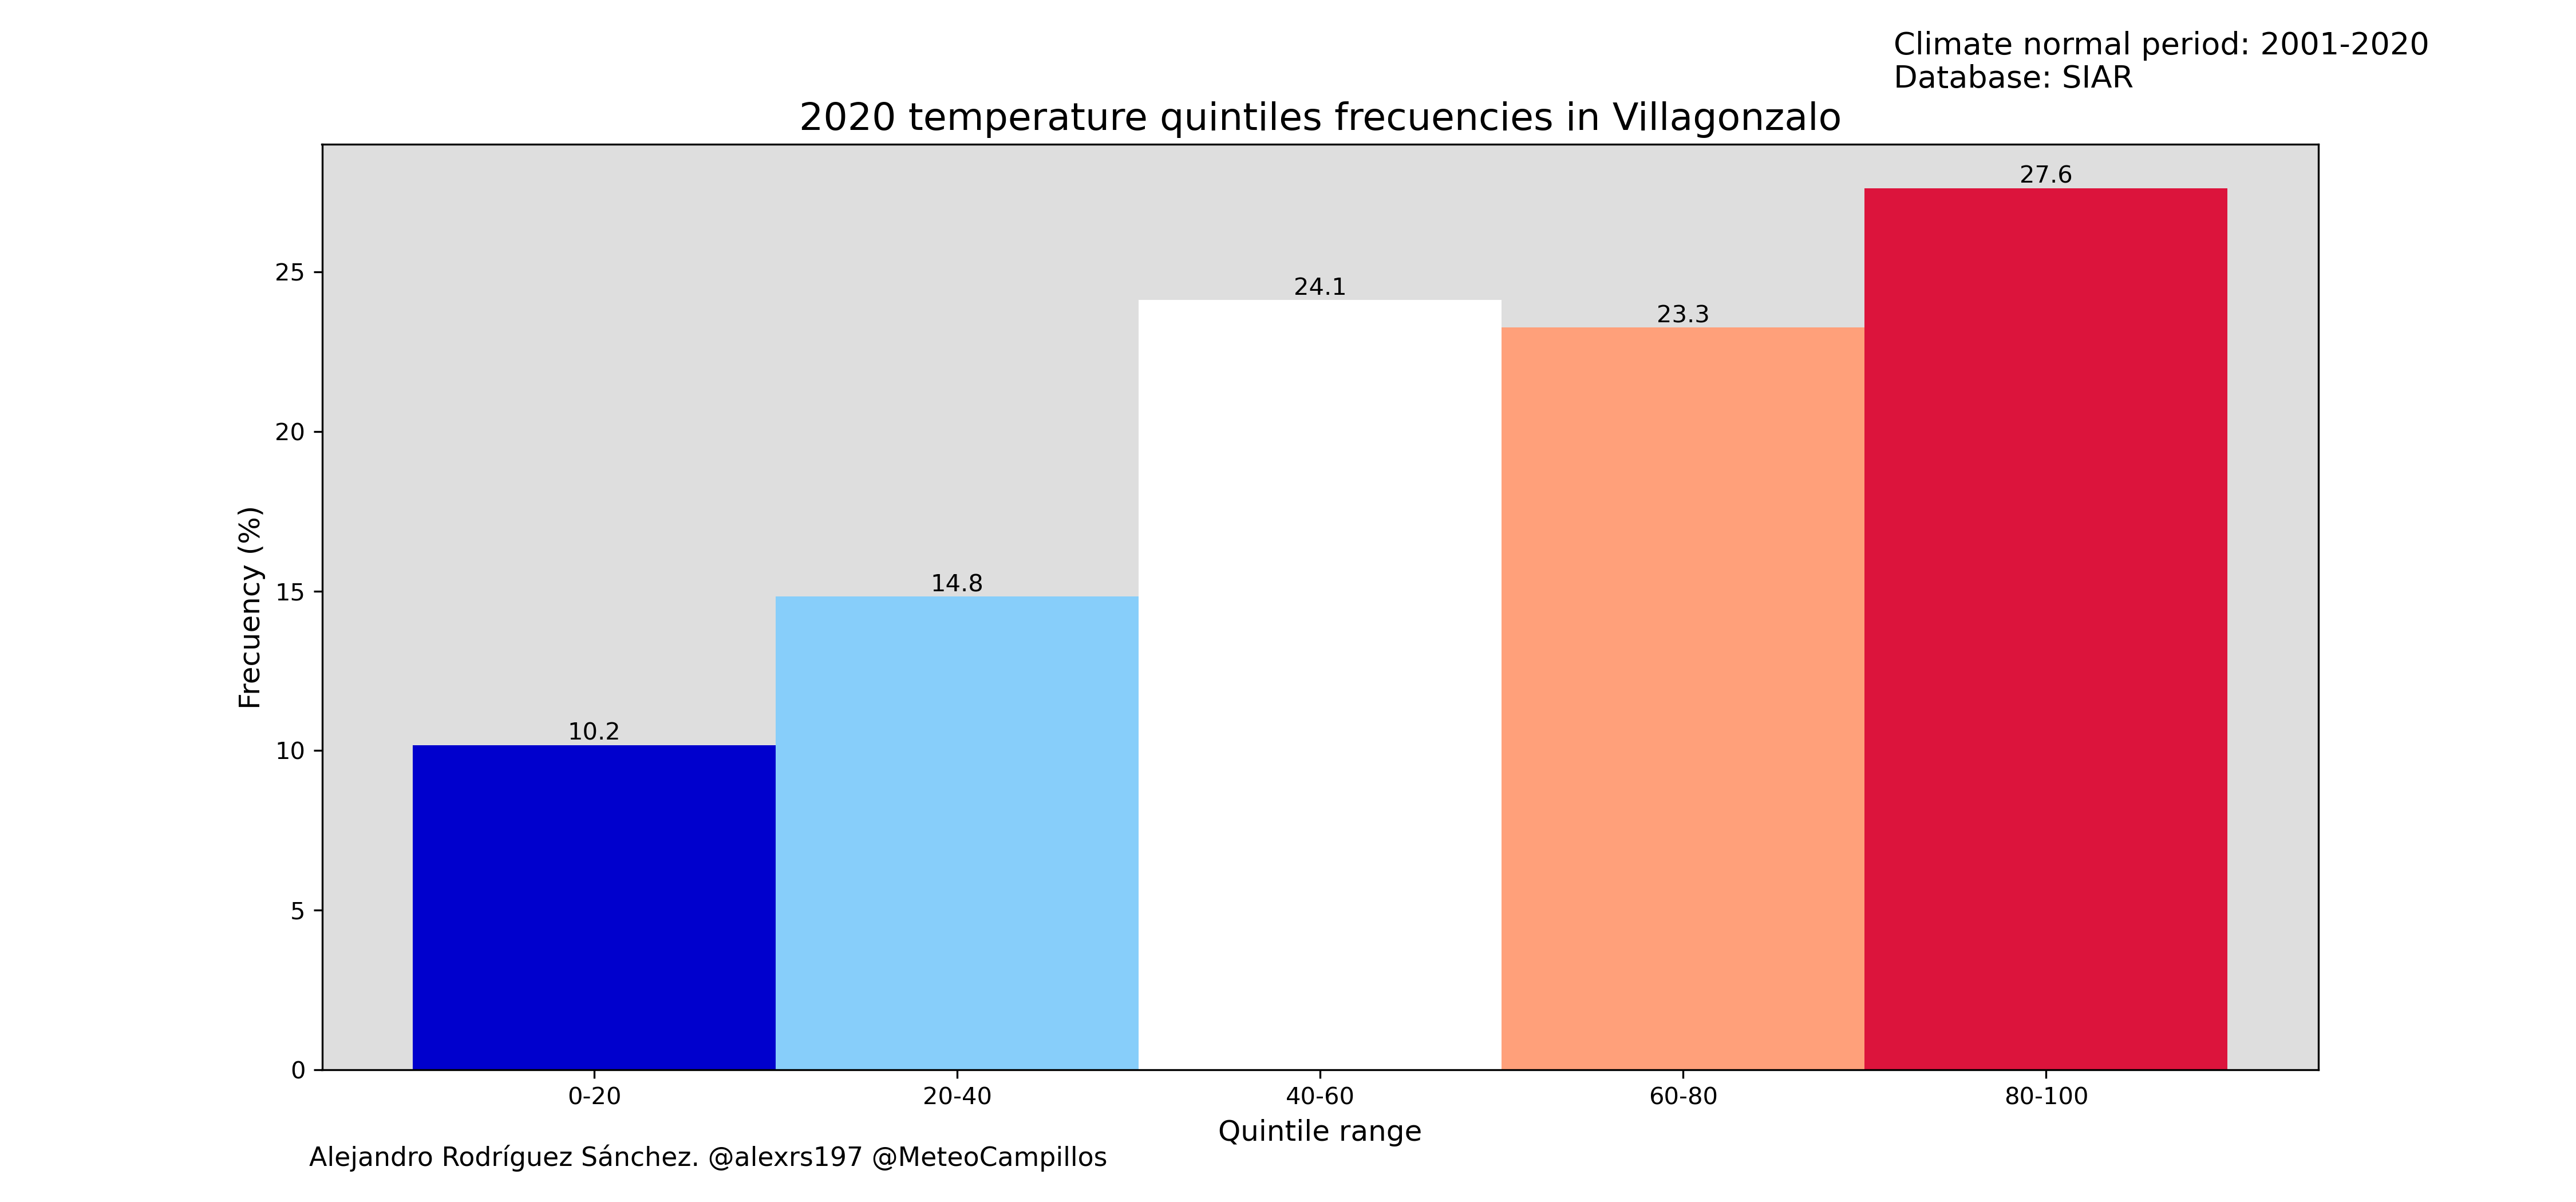 Climate normal period: 2001-2020
Database: SIAR
2020 temperature quintiles frecuencies in Villagonzalo
27.6
25
24.1
23.3
20
Frecuency (%)
14.8
15
10.2
10
5
0
0-20 20-40 40-60 60-80 80-100
Quintile range
Alejandro Rodríguez Sánchez. @alexrs197 @MeteoCampillos